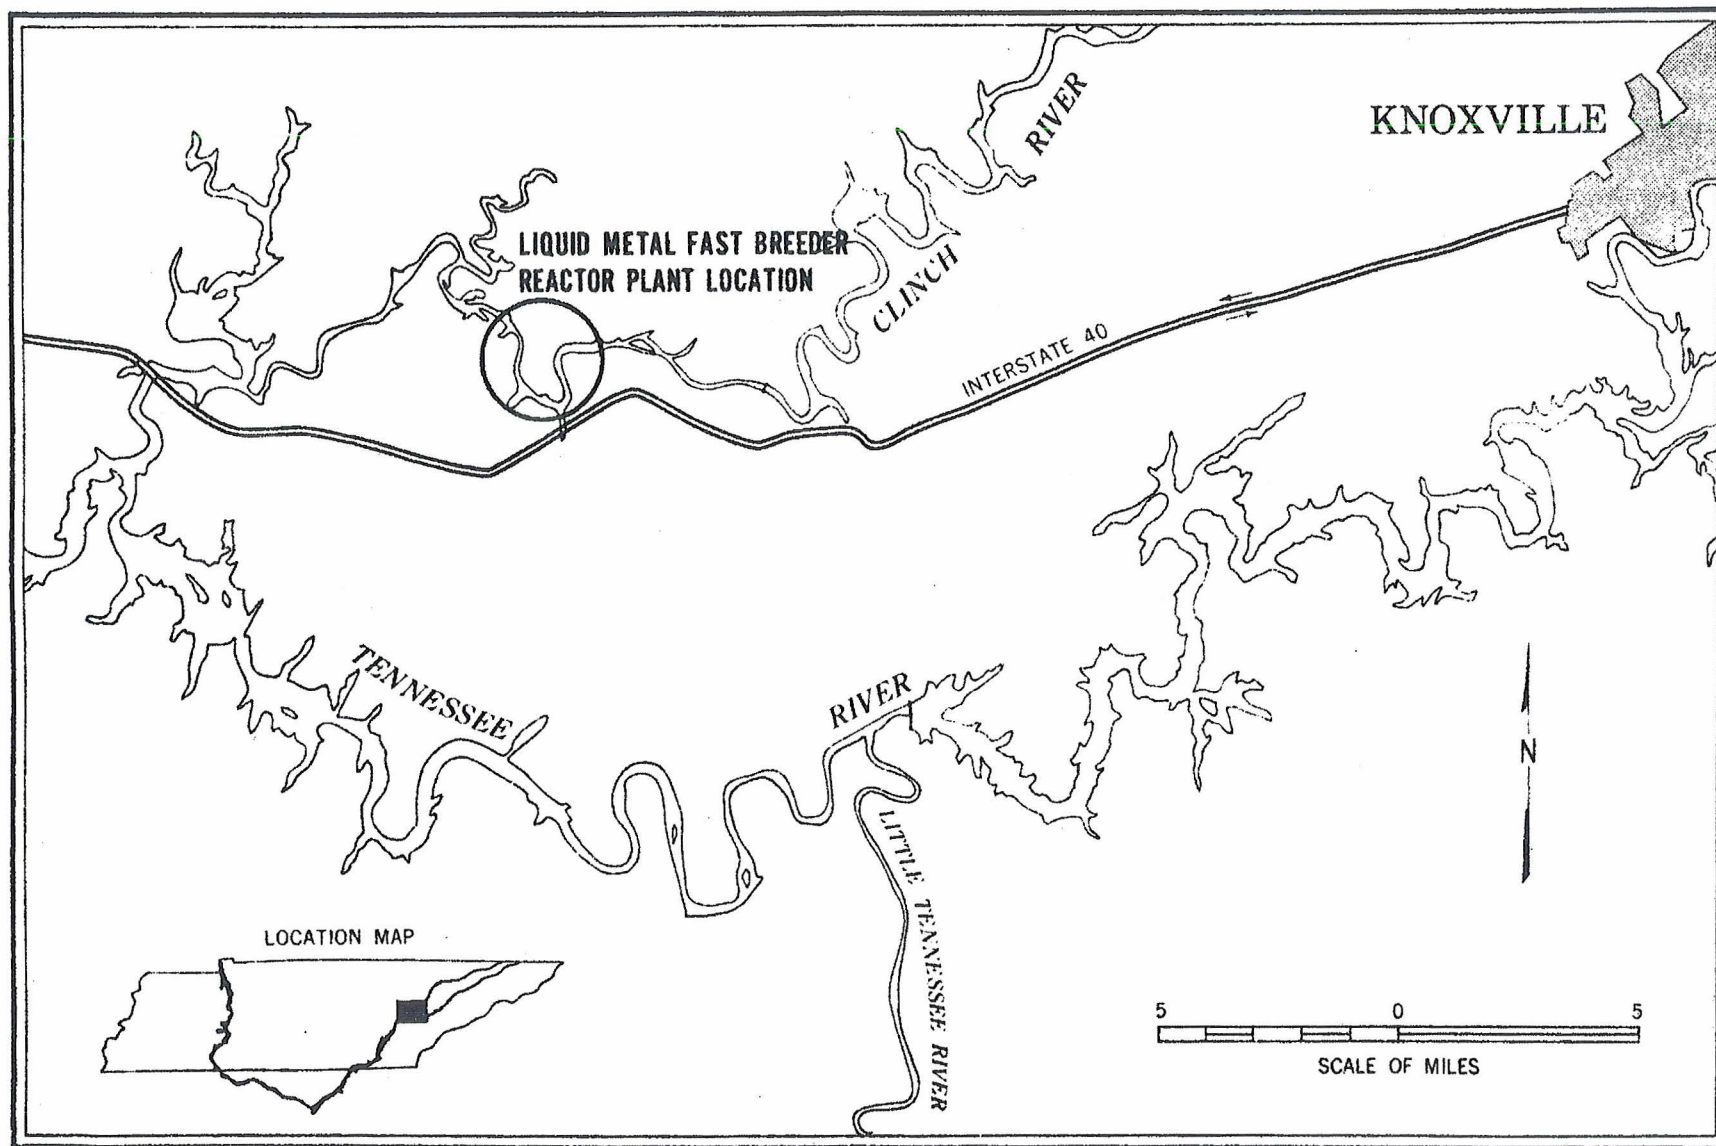 KNOXVILLE
RIVER
CLINCH
LIQUID METAL FAST BREEDER
REACTOR PLANT LOCATION
INTERSTATE 40
TENNESSEE
RIVER
LITTLE TENNESSEE RIVER
N
LOCATION MAP
5 0 5
SCALE OF MILES